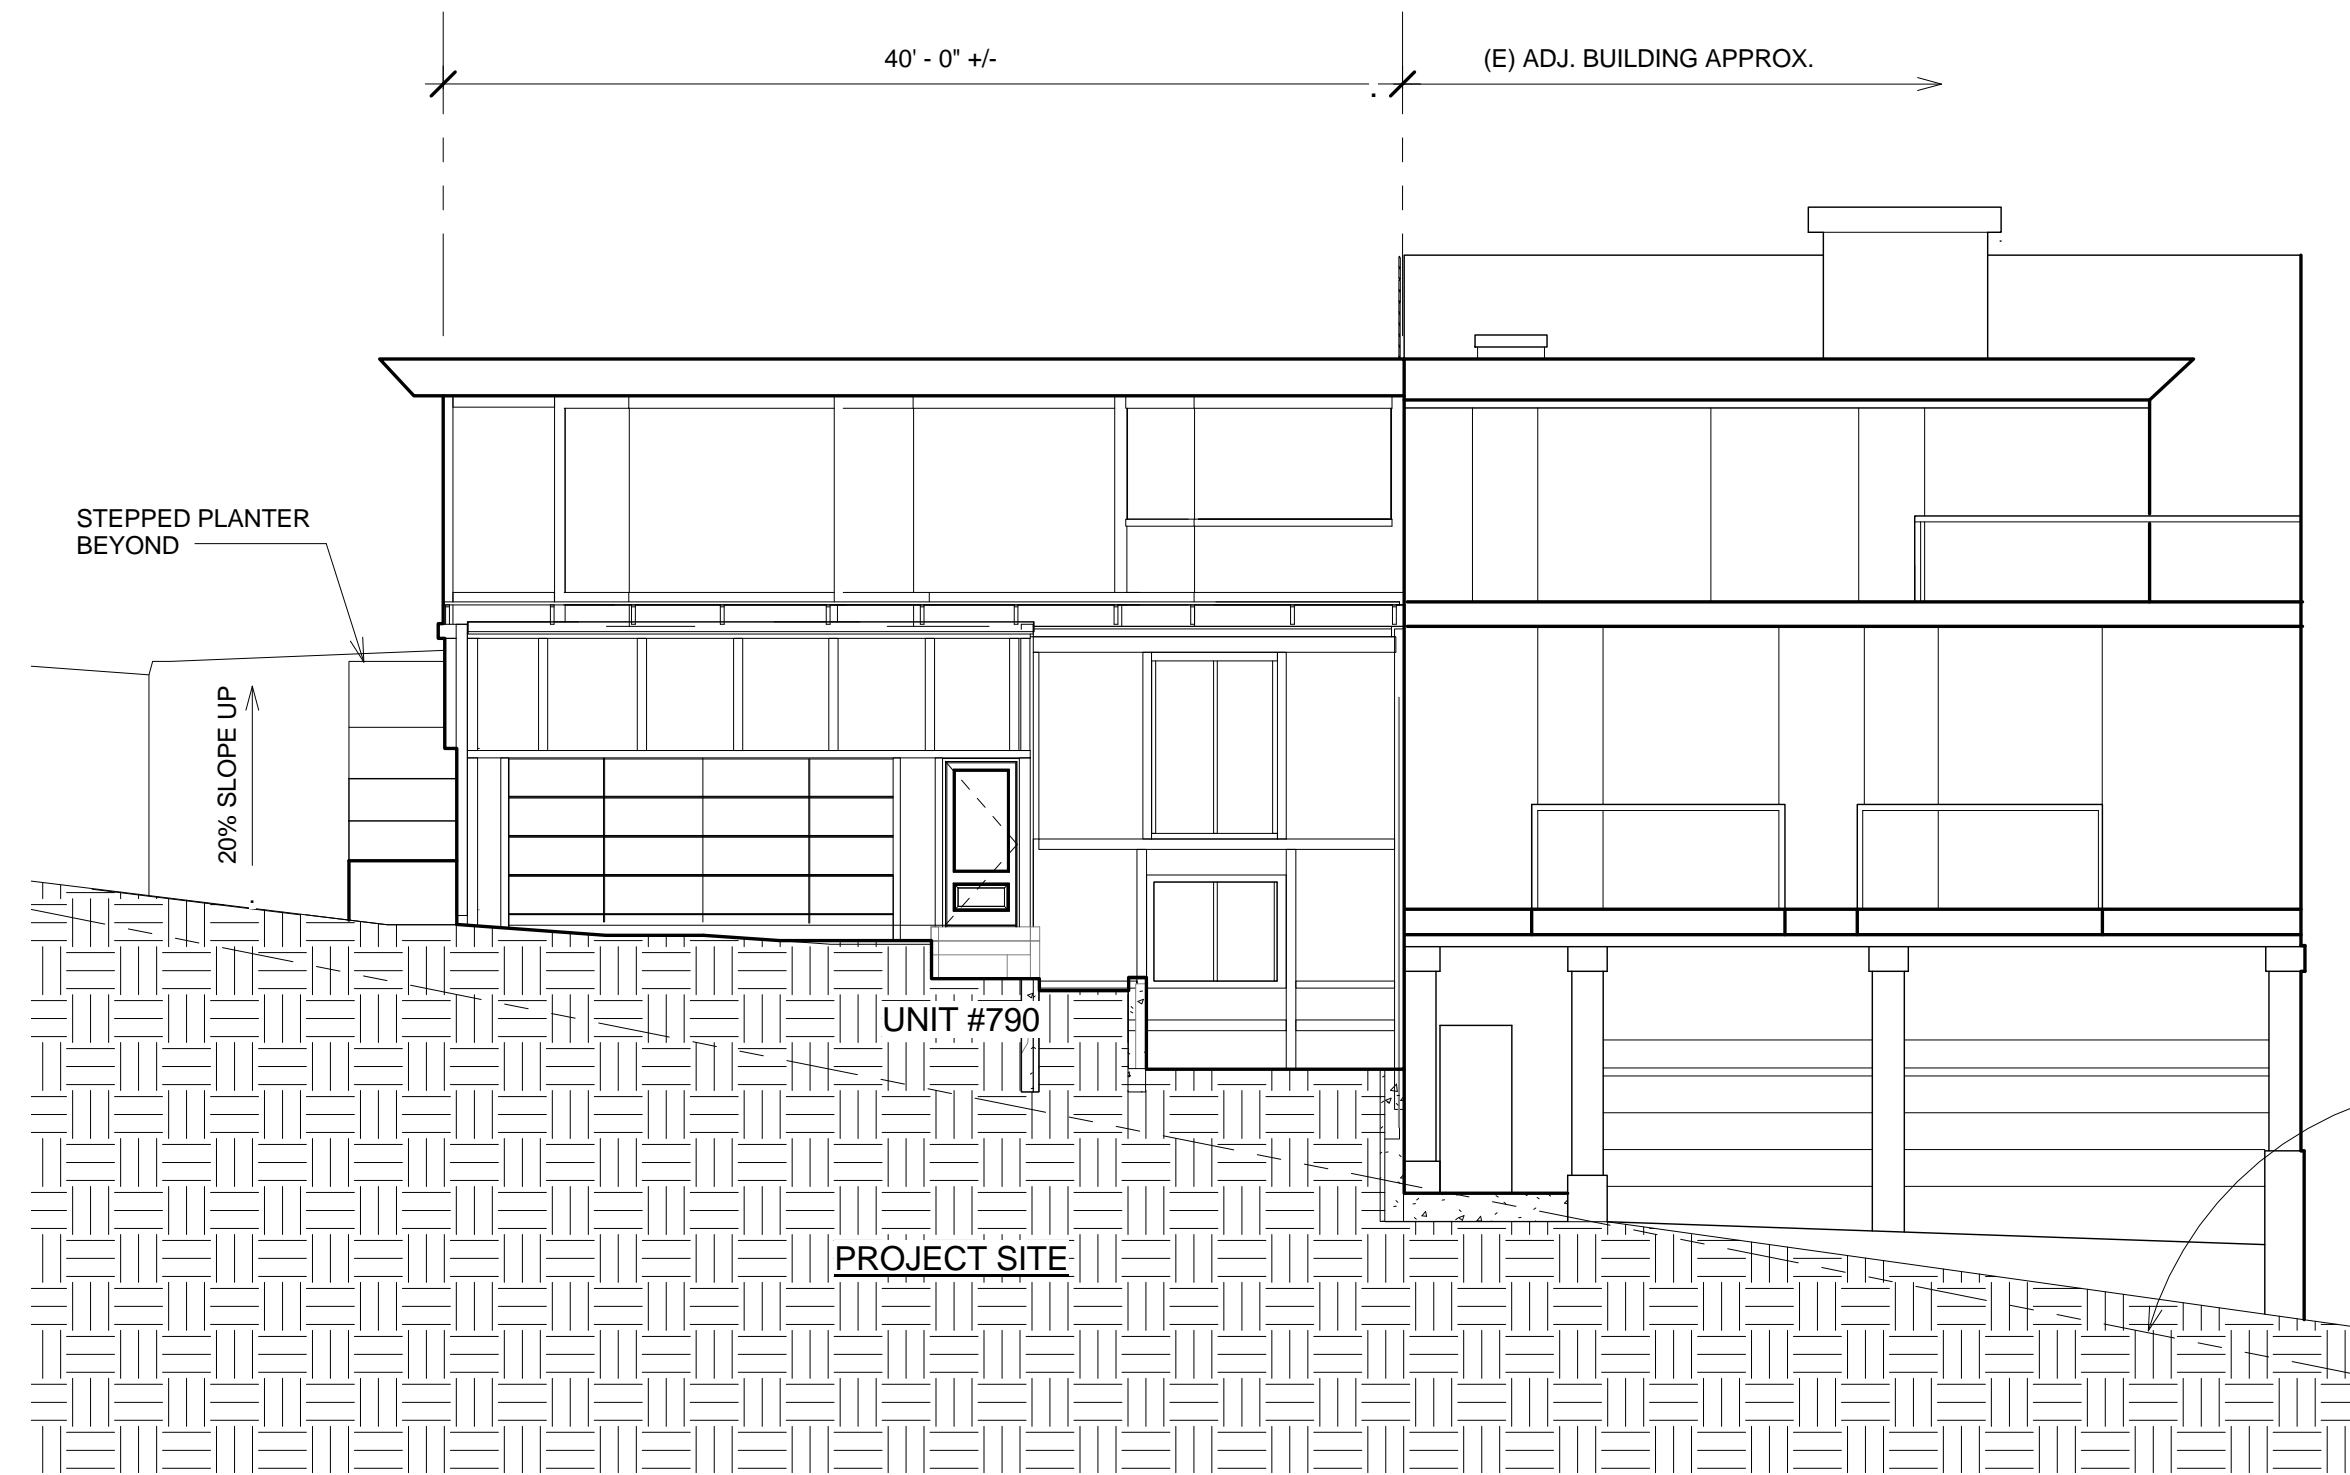 40' - 0" +/-
(E) ADJ. BUILDING APPROX.
STEPPED PLANTER
BEYOND
20% SLOPE UP
UNIT #790
PROJECT SITE